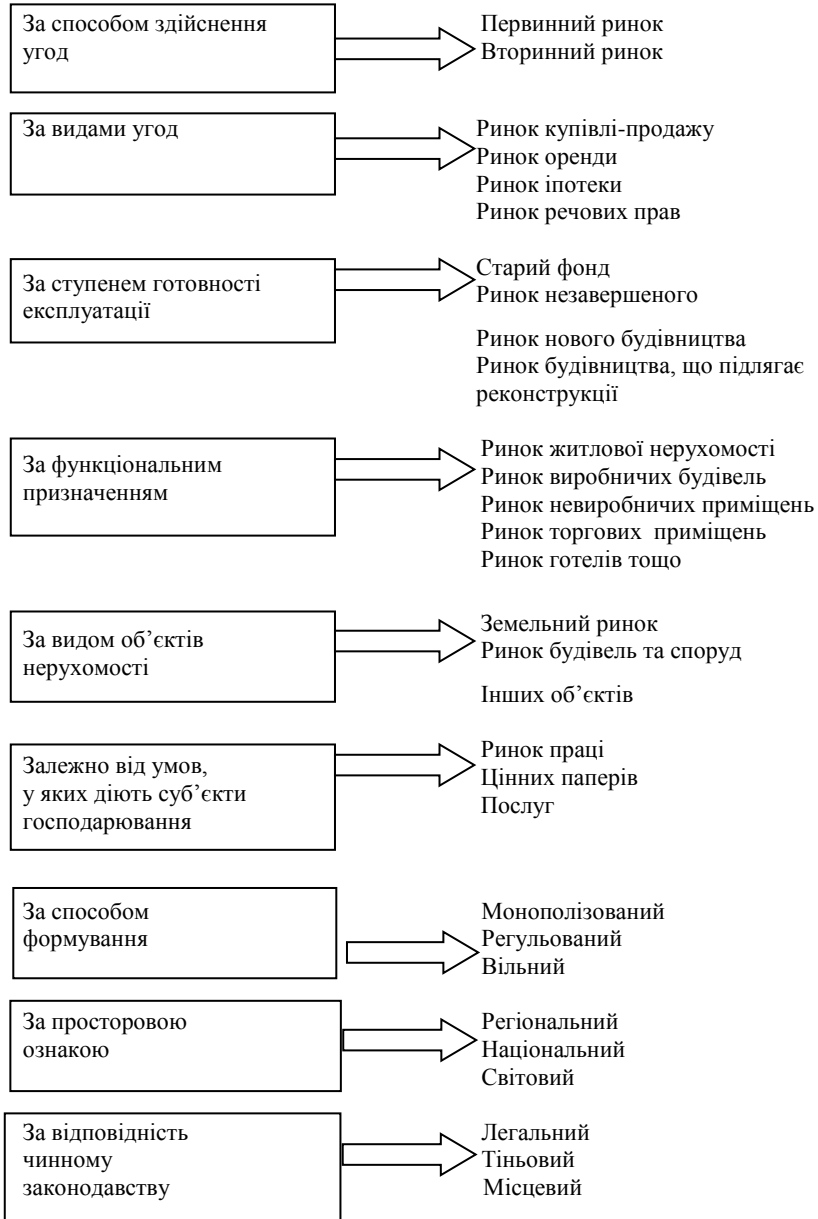 За способом здійснення
угод
Первинний ринок
Вторинний ринок
За видами угод
Ринок купівлі-продажу
Ринок оренди
Ринок іпотеки
Ринок речових прав
За ступенем готовності
експлуатації
Старий фонд
Ринок незавершеного
Ринок нового будівництва
Ринок будівництва, що підлягає
реконструкції
За функціональним
призначенням
Ринок житлової нерухомості
Ринок виробничих будівель
Ринок невиробничих приміщень
Ринок торгових приміщень
Ринок готелів тощо
За видом об’єктів
нерухомості
Земельний ринок
Ринок будівель та споруд
Інших об’єктів
Залежно від умов,
у яких діють суб’єкти
господарювання
Ринок праці
Цінних паперів
Послуг
За способом
формування
Монополізований
Регульований
Вільний
За просторовою
ознакою
Регіональний
Національний
Світовий
За відповідність
чинному
законодавству
Легальний
Тіньовий
Місцевий